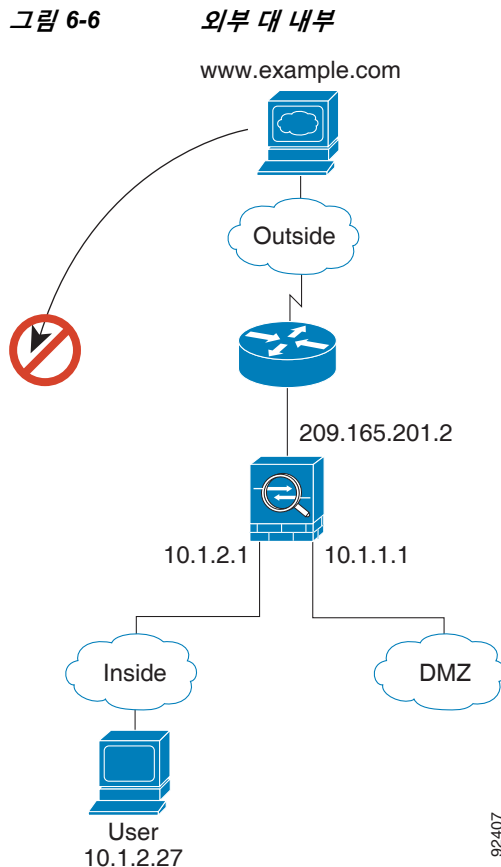 그림 6-6 외부 대 내부
www.example.com
Outside
209.165.201.2
10.1.2.1 10.1.1.1
Inside DMZ
User
10.1.2.27
92407